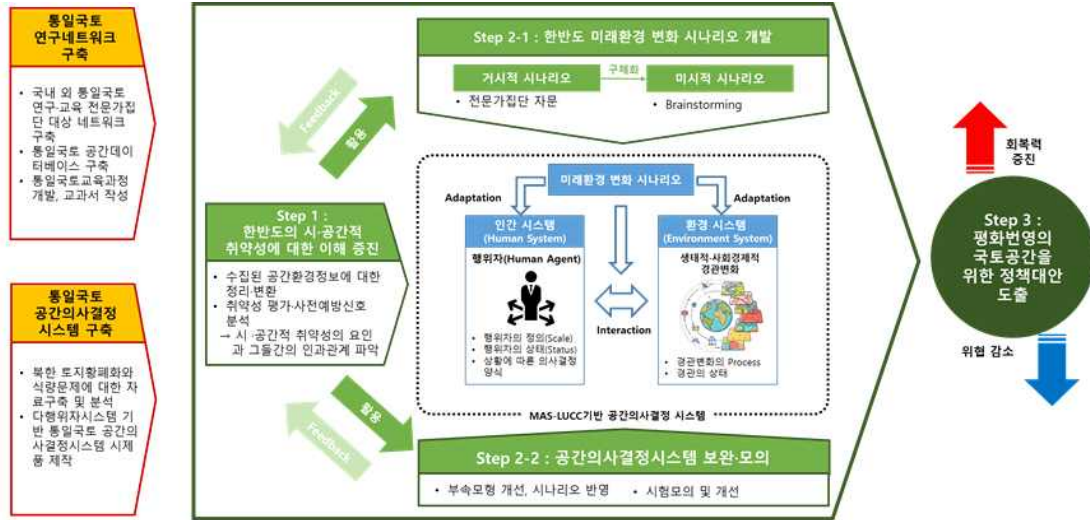 통일국토
연구네트워크
구축
• 국내 외 통일국토
연구·교육 전문가집
단 대상 네트워크
구축
• 통일국토 공간데이
터베이스 구축
• 통일국토교육과정
개발, 교과서 작성
통일국토
공간의사결정
시스템 구축
• 북한 토지황폐화와
식량문제에 대한 자
료구축 및 분석
• 다행위자시스템 기
반 통일국토 공간의
사결정시스템 시제
품 제작
Step 1 :
한반도의 시·공간적
취약성에 대한 이해 증진
• 수집된 공간환경정보에 대한
정리·변환
• 취약성 평가·사전예방신호
분석
→ 시·공간적 취약성의 요인
과 그들간의 인과관계 파악
Feedback
활용
Feedback
활용
Step 2-1 : 한반도 미래환경 변화 시나리오 개발
거시적 시나리오
구체화
미시적 시나리오
• 전문가집단 자문
• Brainstorming
미래환경 변화 시나리오
Adaptation
Adaptation
인간 시스템
(Human System)
행위자(Human Agent)
• 행위자의 정의(Scale)
• 행위자의 상태(Status)
• 상황에 따른 의사결정
양식
Interaction
환경 시스템
(Environment System)
생태적·사회경제적
경관변화
• 경관변화의 Process
• 경관의 상태
MAS-LUCC기반 공간의사결정 시스템
Step 2-2 : 공간의사결정시스템 보완·모의
• 부속모형 개선, 시나리오 반영
• 시험모의 및 개선
회복력
증진
Step 3 :
평화번영의
국토공간을
위한 정책대안
도출
위협 감소